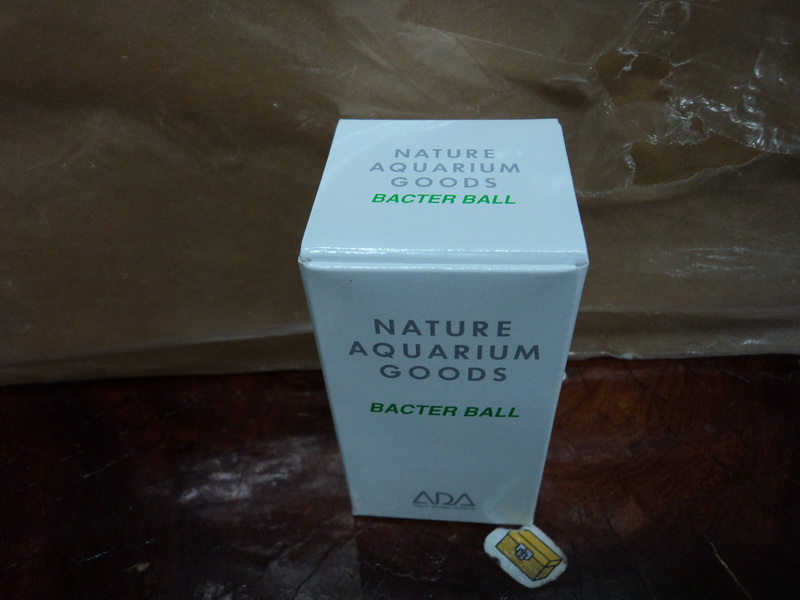 NATURE
AQUARIUM
GOODS
BACTER BALL
NATURE
AQUARIUM
GOODS
BACTER BALL
ADA